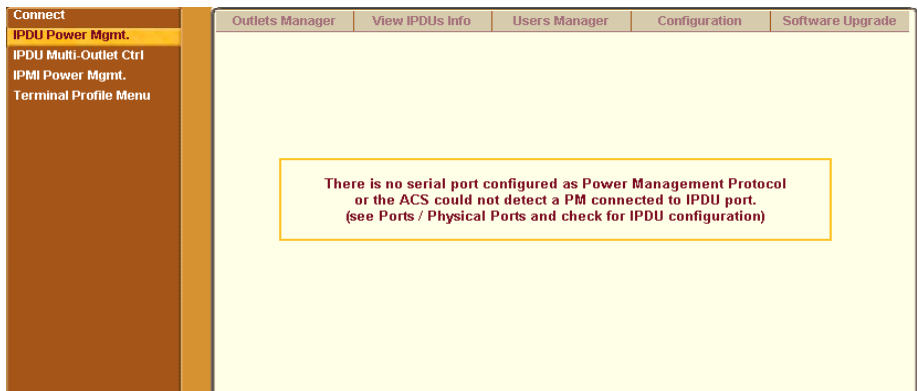 Connect
IPDU Power Mgmt.
IPDU Multi-Outlet Ctrl
IPMI Power Mgmt.
Terminal Profile Menu
Outlets Manager
View IPDUs Info
Users Manager
Configuration
Software Upgrade
There is no serial port configured as Power Management Protocol
or the ACS could not detect a PM connected to IPDU port.
(see Ports / Physical Ports and check for IPDU configuration)